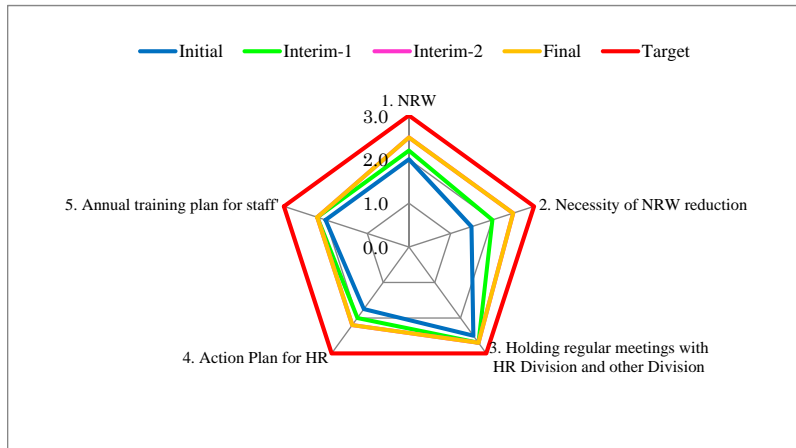 Initial Interim-1 Interim-2 Final Target
1. NRW
3.0
2.0
1.0
0.0
5. Annual training plan for staff'
2. Necessity of NRW reduction
4. Action Plan for HR
3. Holding regular meetings with
HR Division and other Division